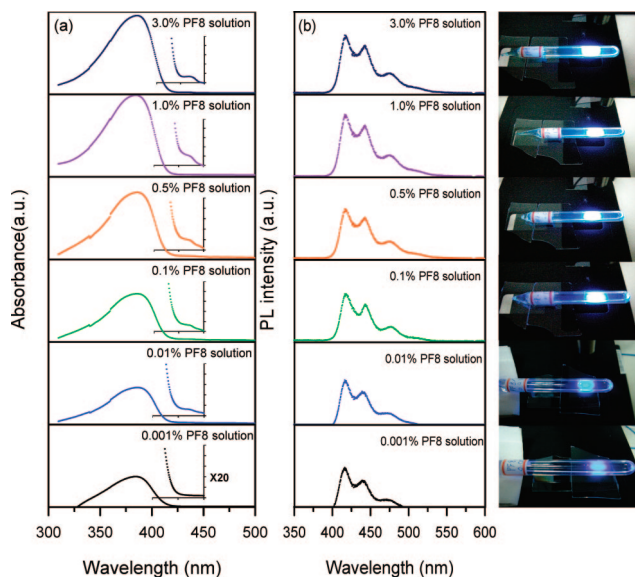 (a)
3.0% PF8 solution
1.0% PF8 solution
0.5% PF8 solution
0.1% PF8 solution
0.01% PF8 solution
0.001% PF8 solution
X20
Absorbance(a.u.)
300 350 400 450 500
Wavelength (nm)
(b)
3.0% PF8 solution
1.0% PF8 solution
0.5% PF8 solution
0.1% PF8 solution
0.01% PF8 solution
0.001% PF8 solution
PL intensity (a.u.)
350 400 450 500 550 600
Wavelength (nm)